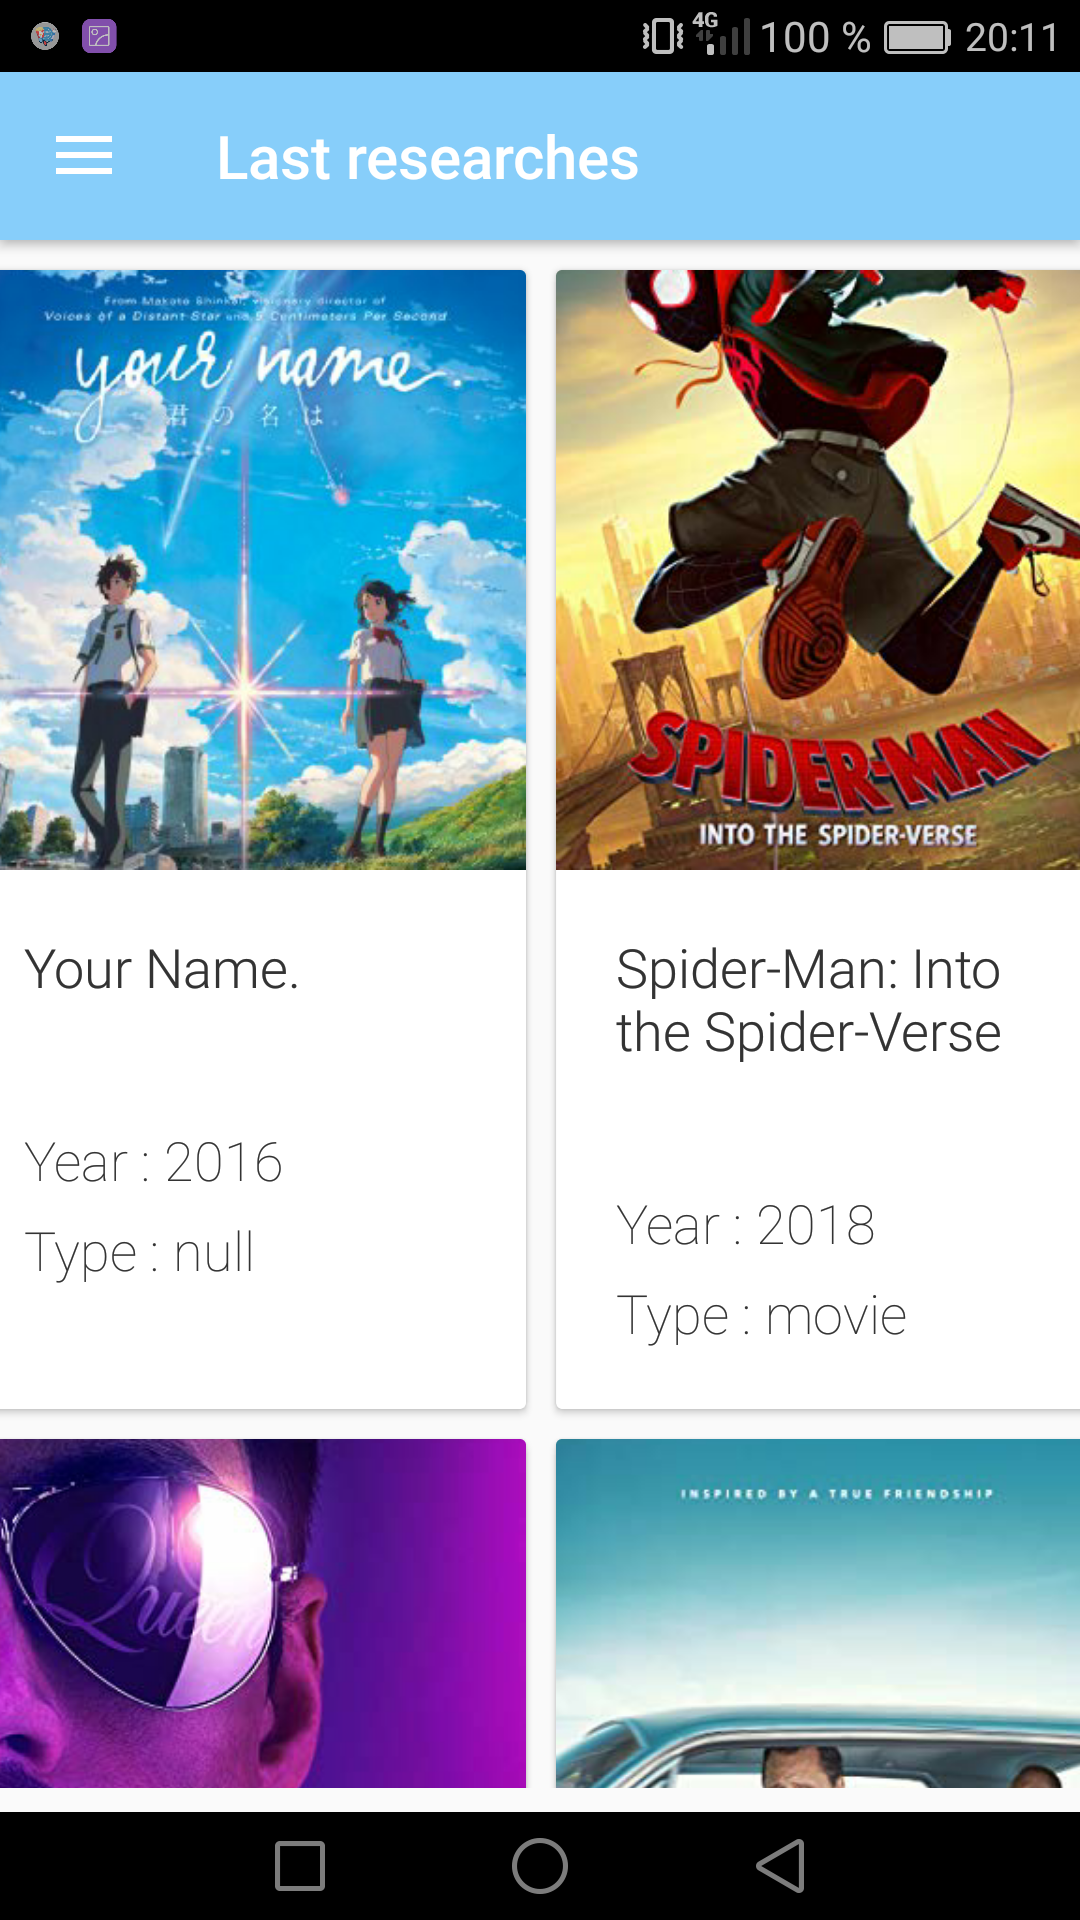 4G 100 % 20:11
Last researches
From Makoto Shinkai, visionary director of
Voices of a Distant Star and 5 Centimeters Per Second
your name.
君の名は。
SPIDER-MAN
INTO THE SPIDER-VERSE
Your Name.
Year : 2016
Type : null
Spider-Man: Into
the Spider-Verse
Year : 2018
Type : movie
Queen
INSPIRED BY A TRUE FRIENDSHIP